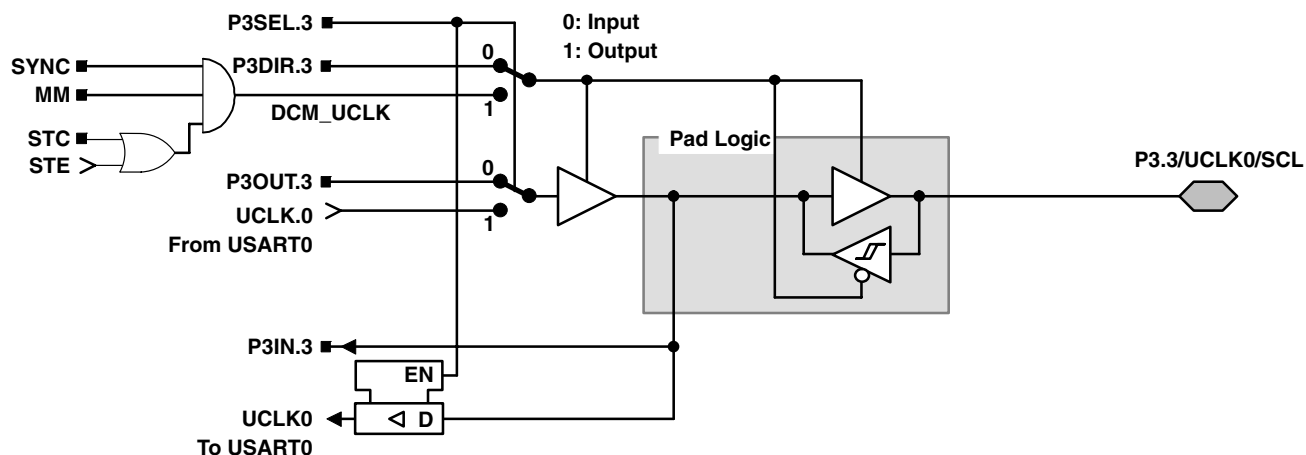 P3SEL.3
0: Input
1: Output
0
SYNC
P3DIR.3
MM
1
DCM_UCLK
STC
STE
Pad Logic
P3.3/UCLK0/SCL
0
P3OUT.3
UCLK.0
1
From USART0
P3IN.3
EN
UCLK0
D
To USART0